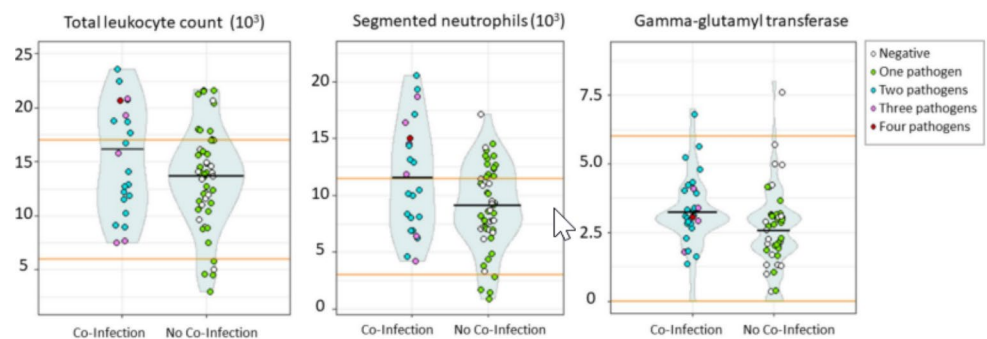 Total leukocyte count (10³)
25
20
15
10
5
Co-Infection No Co-Infection
Segmented neutrophils (10³)
20
15
10
5
0
Co-Infection No Co-Infection
Gamma-glutamyl transferase
7.5
5.0
2.5
0
Co-Infection No Co-Infection
Negative
One pathogen
Two pathogens
Three pathogens
Four pathogens